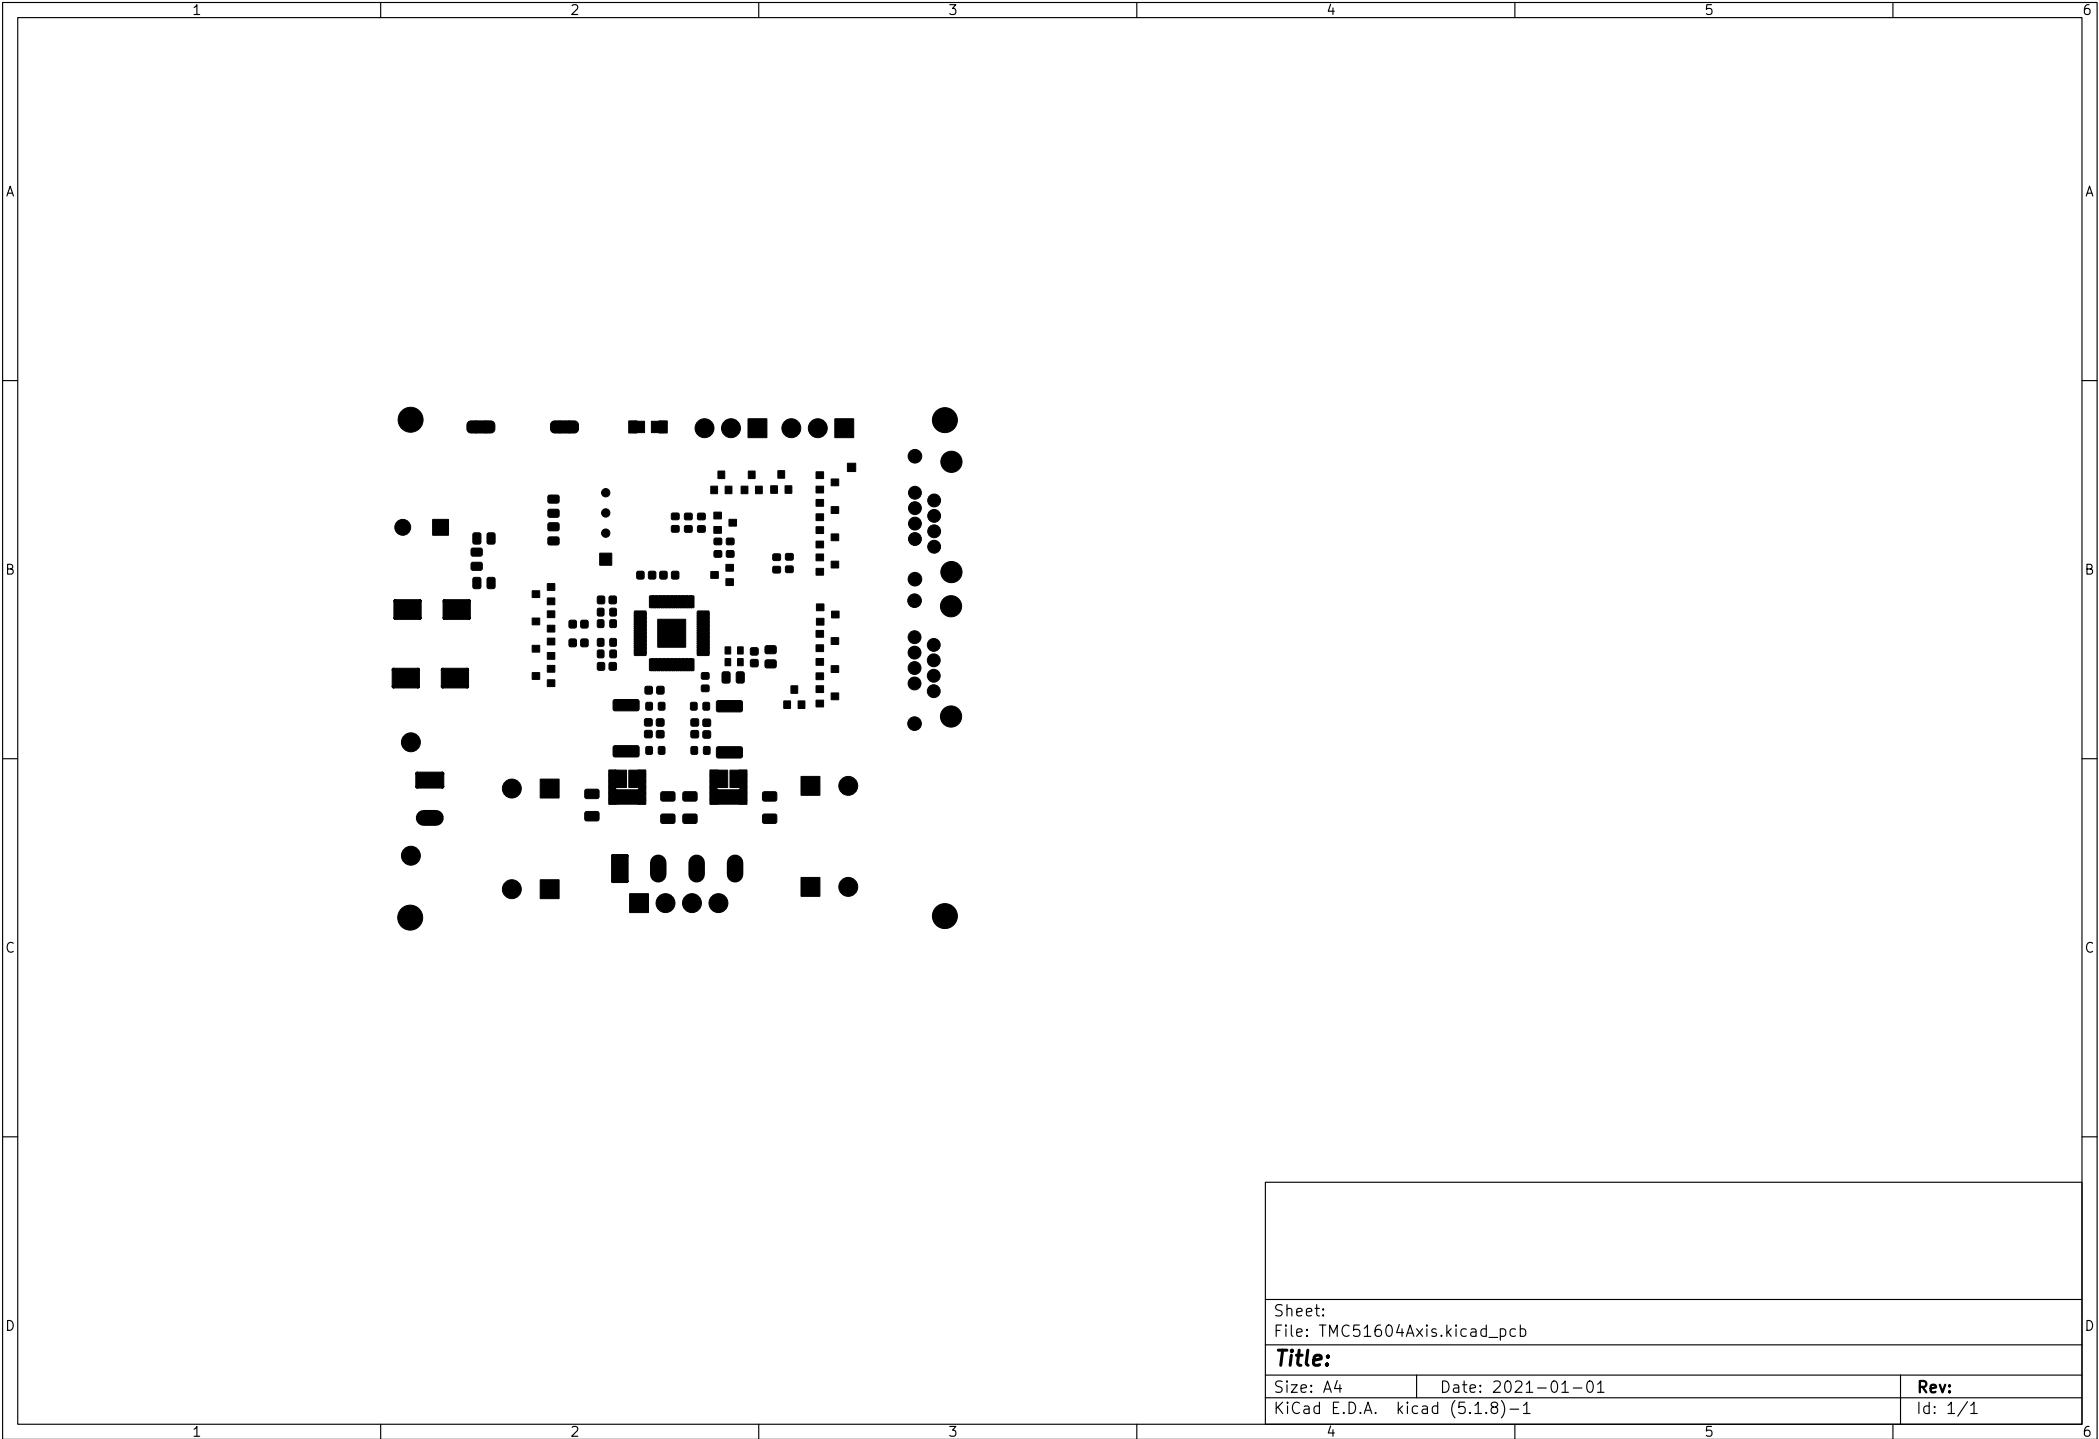 1 2 3 4 5 6
A A
B B
C C
D D
Sheet:
File: TMC51604Axis.kicad_pcb
Title:
Size: A4 Date: 2021-01-01 Rev:
KiCad E.D.A. kicad (5.1.8)-1 Id: 1/1
1 2 3 4 5 6